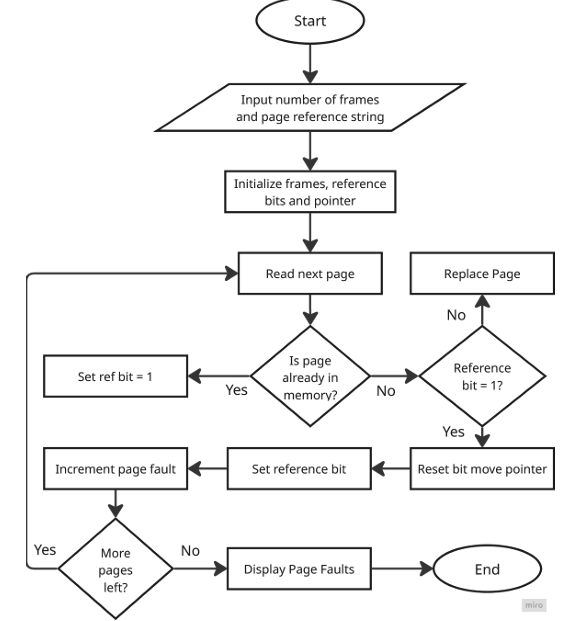 Start
Input number of frames
and page reference string
Initialize frames, reference
bits and pointer
Read next page
Replace Page
No
Is page
already in
memory?
Reference
bit = 1?
Set ref bit = 1
Yes
No
Yes
Increment page fault
Set reference bit
Reset bit move pointer
Yes
More
pages
left?
No
Display Page Faults
End
miro